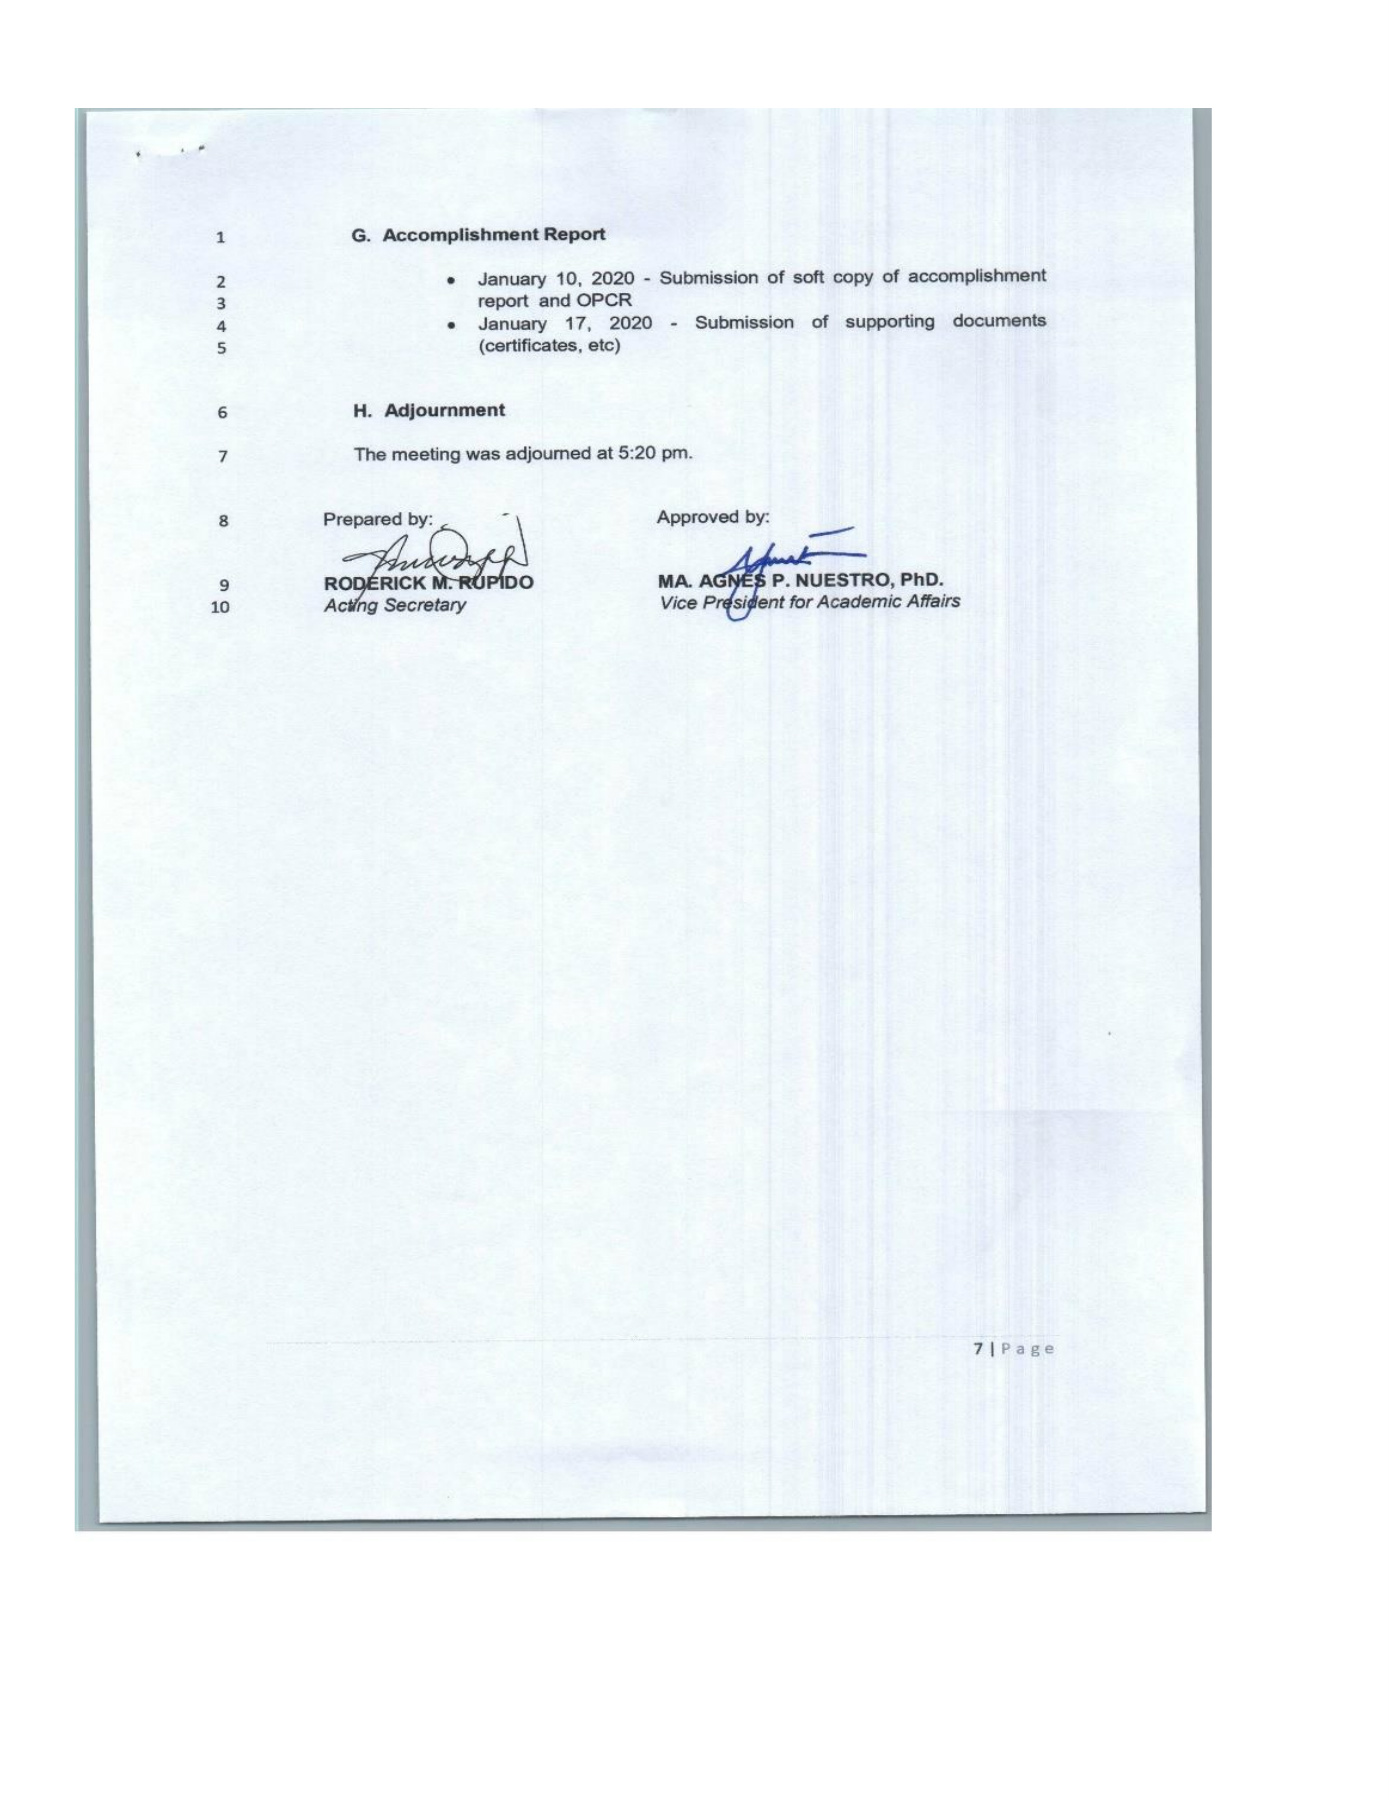 1 G. Accomplishment Report
2 • January 10, 2020 - Submission of soft copy of accomplishment
3 report and OPCR
4 • January 17, 2020 - Submission of supporting documents
5 (certificates, etc)
6 H. Adjournment
7 The meeting was adjourned at 5:20 pm.
8 Prepared by: Approved by:
9 RODERICK M. RUPIDO MA. AGNES P. NUESTRO, PhD.
10 Acting Secretary Vice President for Academic Affairs
7 | Page